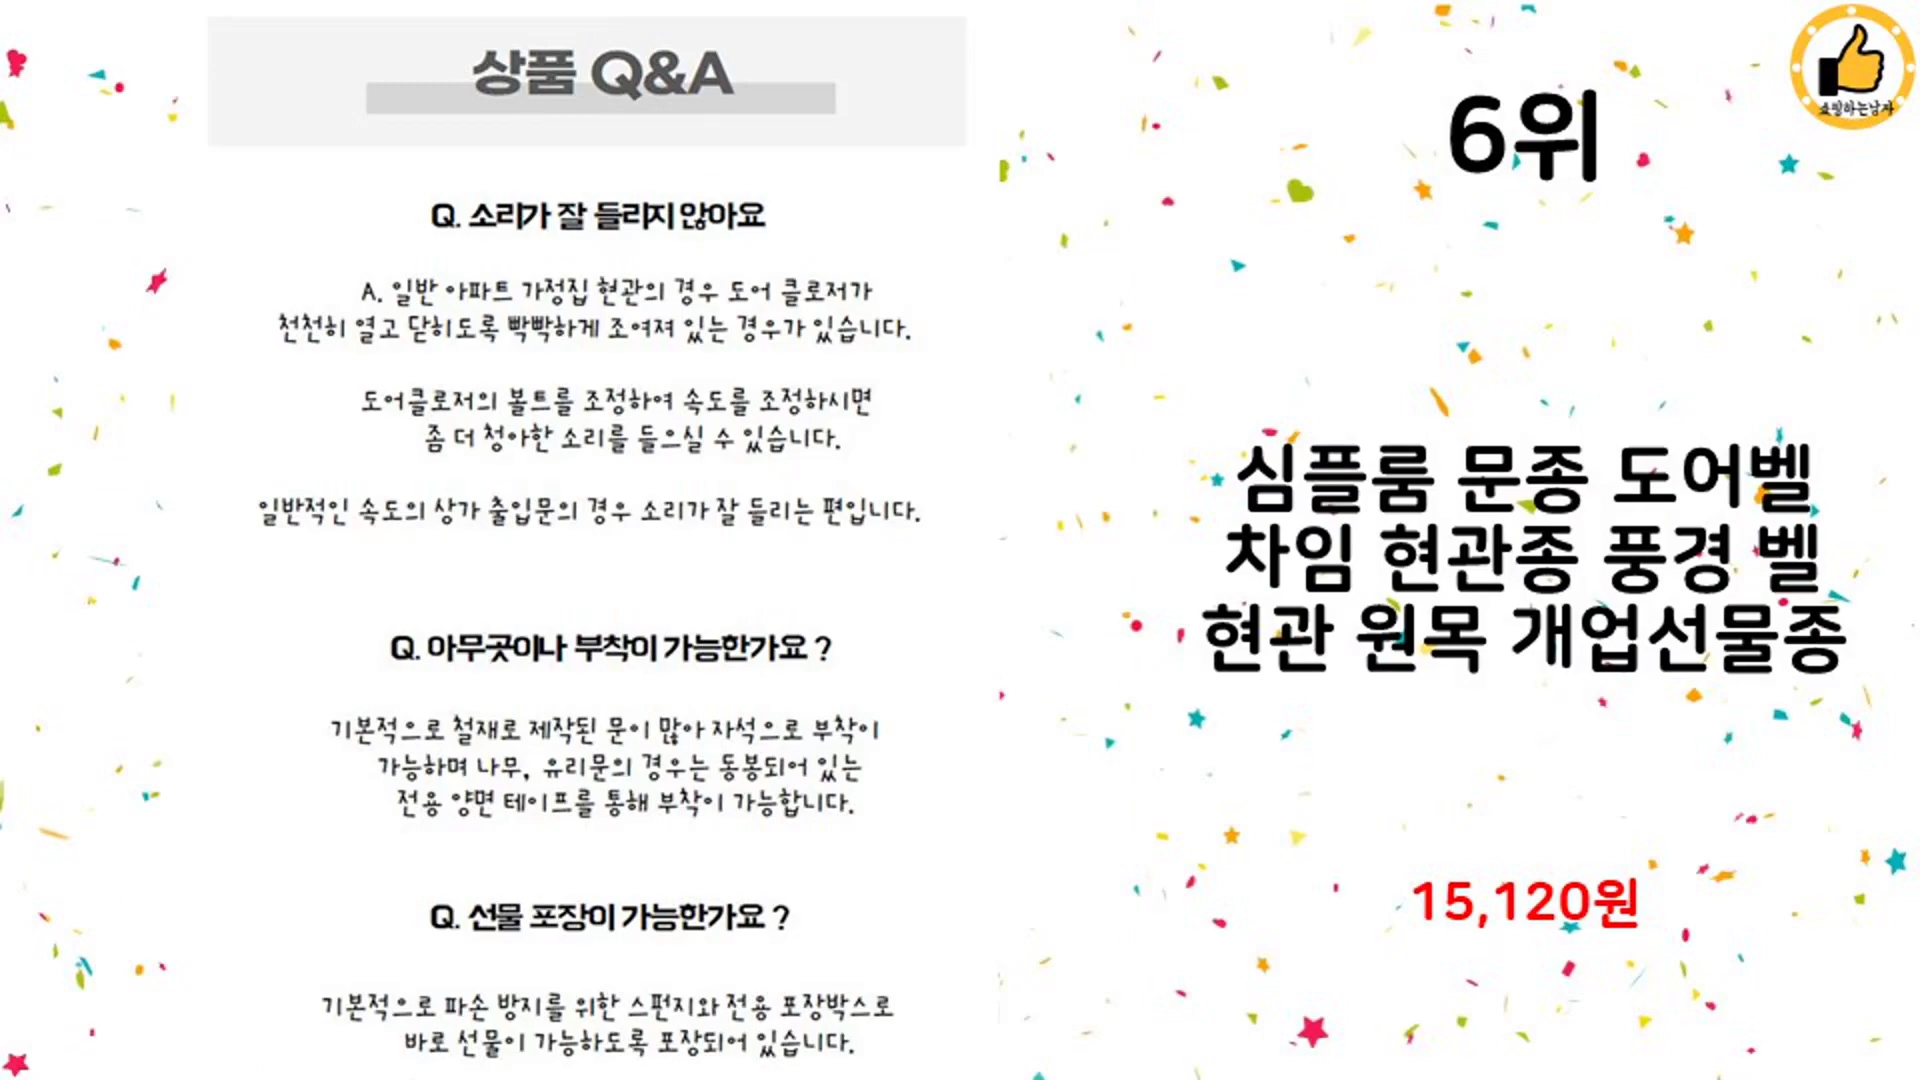 상품 Q&A
Q. 소리가 잘 들리지 않아요
A. 일반 아파트 가정집 현관의 경우 도어 클로저가
천천히 열고 닫히도록 빡빡하게 조여져 있는 경우가 있습니다.
도어클로저의 볼트를 조정하여 속도를 조정하시면
좀 더 청아한 소리를 들으실 수 있습니다.
일반적인 속도의 상가 출입문의 경우 소리가 잘 들리는 편입니다.
Q. 아무곳이나 부착이 가능한가요 ?
기본적으로 철재로 제작된 문이 많아 자석으로 부착이
가능하며 나무, 유리문의 경우는 동봉되어 있는
전용 양면 테이프를 통해 부착이 가능합니다.
Q. 선물 포장이 가능한가요 ?
기본적으로 파손 방지를 위한 스펀지와 전용 포장박스로
바로 선물이 가능하도록 포장되어 있습니다.
쇼핑하는남자
6위
심플룸 문종 도어벨
차임 현관종 풍경 벨
현관 원목 개업선물종
15,120원